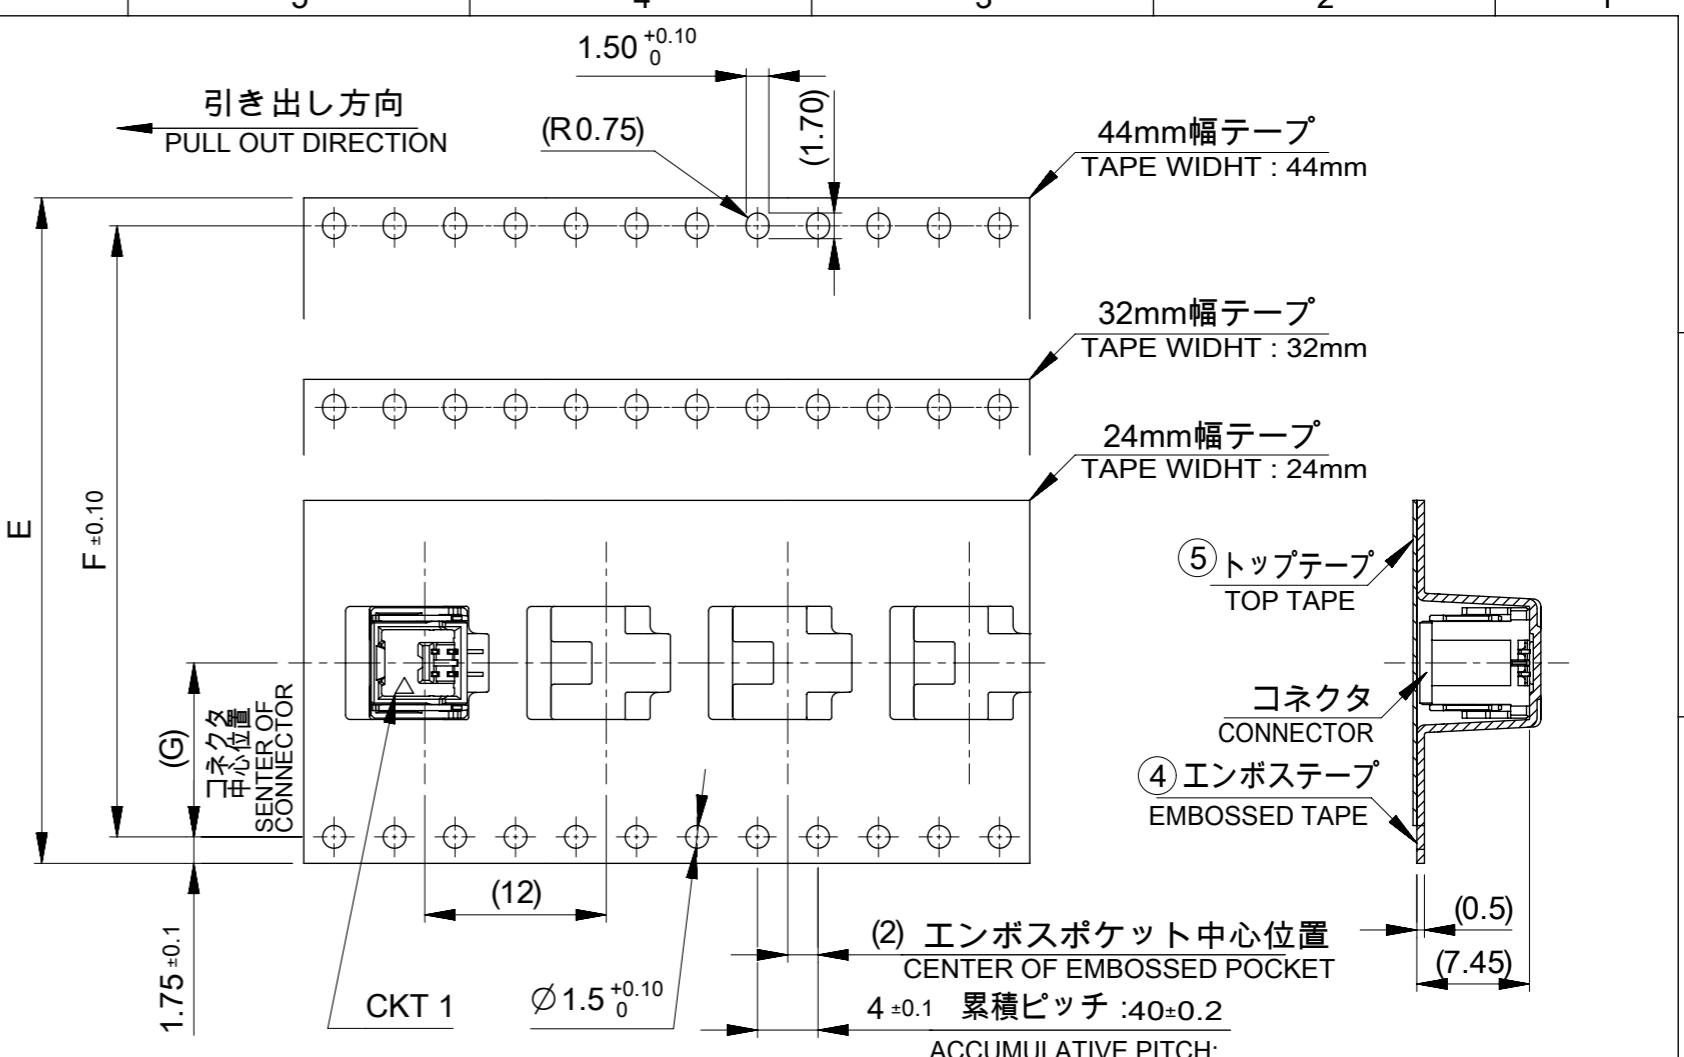 4
3
2
1.50 +0.10 0
引き出し方向
PULL OUT DIRECTION
(R0.75)
(1.70)
44mm幅テープ
TAPE WIDHT : 44mm
32mm幅テープ
TAPE WIDHT : 32mm
24mm幅テープ
TAPE WIDHT : 24mm
E
F ±0.10
(G)
コネクタ
中心位置
SENTER OF
CONNECTOR
1.75 ±0.1
⑤ トップテープ
TOP TAPE
コネクタ
CONNECTOR
④ エンボステープ
EMBOSSED TAPE
(12)
(0.5)
(7.45)
(2) エンボスポケット中心位置
CENTER OF EMBOSSED POCKET
CKT 1
∅1.5 +0.10 0
4 ±0.1 累積ピッチ :40±0.2
ACCUMULATIVE PITCH: